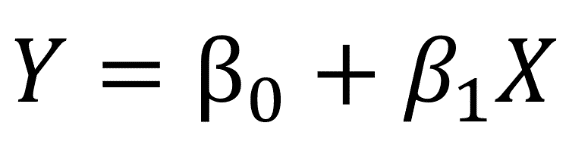 Y = β₀ + β₁X